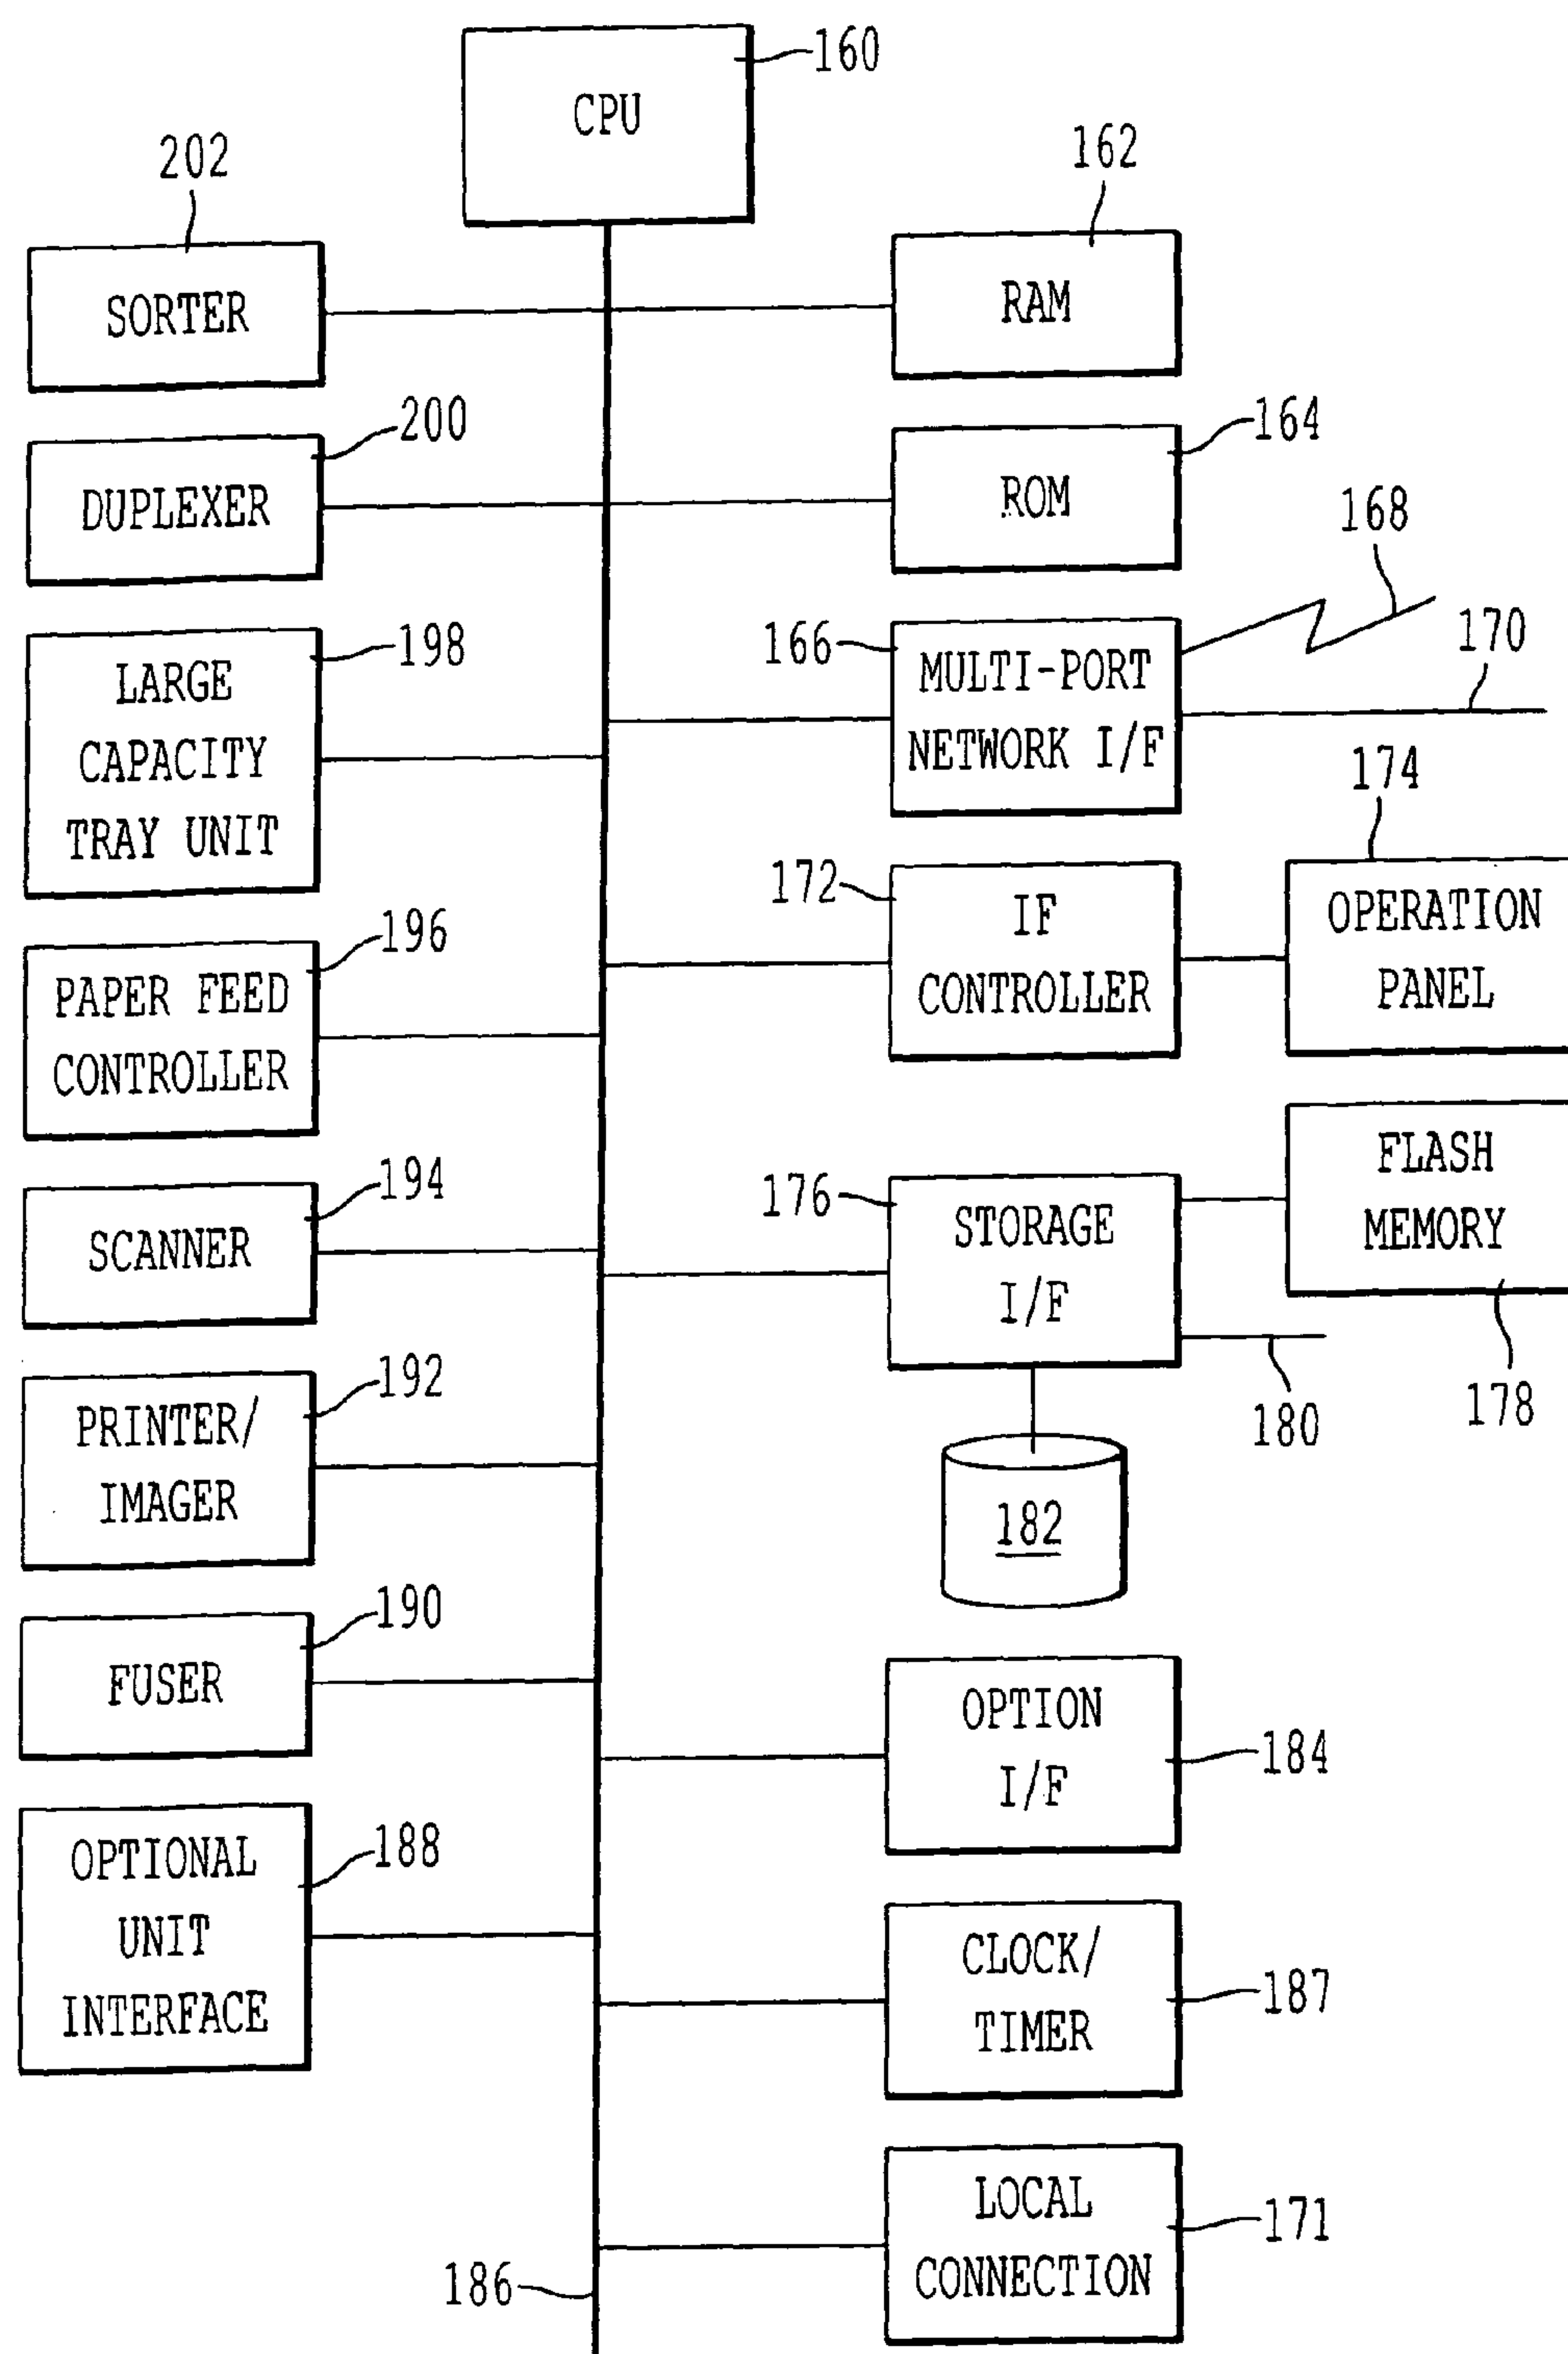 CPU
160
202
162
SORTER
RAM
200
164
DUPLEXER
ROM
168
198
166
170
LARGE
CAPACITY
TRAY UNIT
MULTI-PORT
NETWORK I/F
174
196
172
PAPER FEED
CONTROLLER
IF
CONTROLLER
OPERATION
PANEL
194
176
SCANNER
STORAGE
I/F
FLASH
MEMORY
192
180
178
PRINTER/
IMAGER
182
190
FUSER
OPTION
I/F
184
188
OPTIONAL
UNIT
INTERFACE
CLOCK/
TIMER
187
LOCAL
CONNECTION
171
186